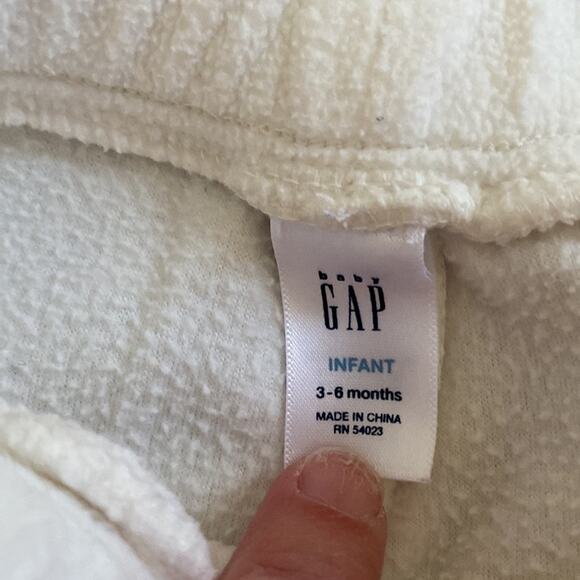 baby
GAP
INFANT
3-6 months
MADE IN CHINA
RN 54023